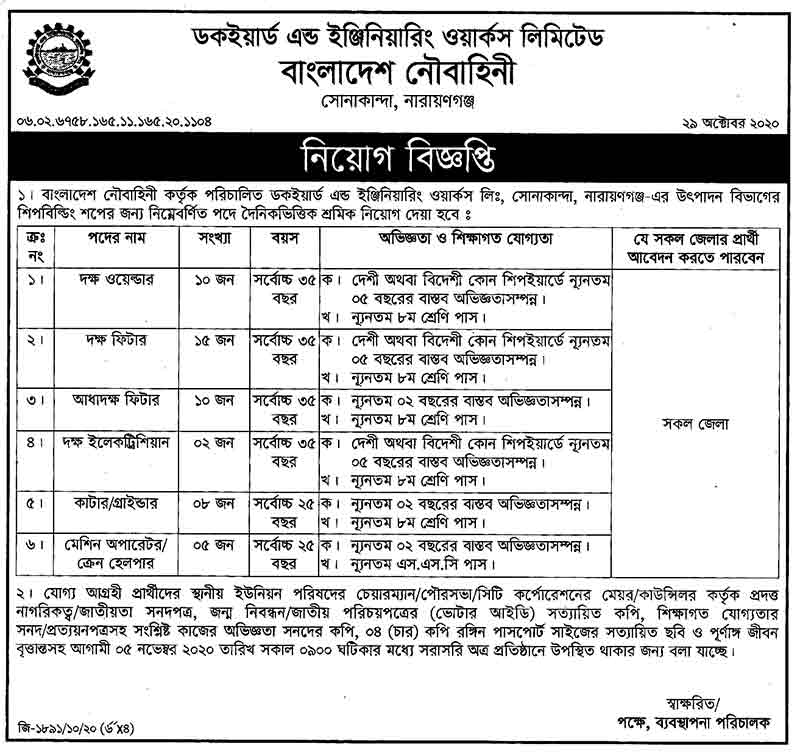 ডকইয়ার্ড এন্ড ইঞ্জিনিয়ারিং ওয়ার্কস লিমিটেড
বাংলাদেশ নৌবাহিনী
সোনাকান্দা, নারায়ণগঞ্জ
০৬.০২.৬৭৫৮.১৬৫.১১.১৬৫.২০.১১০৪ ২৯ অক্টোবর ২০২০
নিয়োগ বিজ্ঞপ্তি
১। বাংলাদেশ নৌবাহিনী কর্তৃক পরিচালিত ডকইয়ার্ড এন্ড ইঞ্জিনিয়ারিং ওয়ার্কস লিঃ, সোনাকান্দা, নারায়ণগঞ্জ-এর উৎপাদন বিভাগের
শিপবিল্ডিং শপের জন্য নিম্নেবর্ণিত পদে দৈনিকভিত্তিক শ্রমিক নিয়োগ দেয়া হবে ঃ
ক্রঃ নং পদের নাম সংখ্যা বয়স অভিজ্ঞতা ও শিক্ষাগত যোগ্যতা যে সকল জেলার প্রার্থী আবেদন করতে পারবেন
১। দক্ষ ওয়েল্ডার ১০ জন সর্বোচ্চ ৩৫ ক। দেশী অথবা বিদেশী কোন শিপইয়ার্ডে ন্যূনতম
বছর ০৫ বছরের বাস্তব অভিজ্ঞতাসম্পন্ন।
খ। ন্যূনতম ৮ম শ্রেণি পাস।
২। দক্ষ ফিটার ১৫ জন সর্বোচ্চ ৩৫ ক। দেশী অথবা বিদেশী কোন শিপইয়ার্ডে ন্যূনতম
বছর ০৫ বছরের বাস্তব অভিজ্ঞতাসম্পন্ন।
খ। ন্যূনতম ৮ম শ্রেণি পাস।
৩। আধাদক্ষ ফিটার ১০ জন সর্বোচ্চ ৩৫ ক। ন্যূনতম ০২ বছরের বাস্তব অভিজ্ঞতাসম্পন্ন।
বছর খ। ন্যূনতম ৮ম শ্রেণি পাস।
সকল জেলা
৪। দক্ষ ইলেকট্রিশিয়ান ০২ জন সর্বোচ্চ ৩৫ ক। দেশী অথবা বিদেশী কোন শিপইয়ার্ডে ন্যূনতম
বছর ০৫ বছরের বাস্তব অভিজ্ঞতাসম্পন্ন।
খ। ন্যূনতম ৮ম শ্রেণি পাস।
৫। কাটার/গ্রাইন্ডার ০৮ জন সর্বোচ্চ ২৫ ক। ন্যূনতম ০২ বছরের বাস্তব অভিজ্ঞতাসম্পন্ন।
বছর খ। ন্যূনতম ৮ম শ্রেণি পাস।
৬। মেশিন অপারেটর/ ০৫ জন সর্বোচ্চ ২৫ ক। ন্যূনতম ০২ বছরের বাস্তব অভিজ্ঞতাসম্পন্ন।
ক্রেন হেলপার বছর খ। ন্যূনতম এস.এস.সি পাস।
২। যোগ্য আগ্রহী প্রার্থীদের স্থানীয় ইউনিয়ন পরিষদের চেয়ারম্যান/পৌরসভা/সিটি কর্পোরেশনের মেয়র/কাউন্সিলর কর্তৃক প্রদত্ত
নাগরিকত্ব/জাতীয়তা সনদপত্র, জন্ম নিবন্ধন/জাতীয় পরিচয়পত্রের (ভোটার আইডি) সত্যায়িত কপি, শিক্ষাগত যোগ্যতার
সনদ/প্রত্যয়নপত্রসহ সংশ্লিষ্ট কাজের অভিজ্ঞতা সনদের কপি, ০৪ (চার) কপি রঙ্গিন পাসপোর্ট সাইজের সত্যায়িত ছবি ও পূর্ণাঙ্গ জীবন
বৃত্তান্তসহ আগামী ০৫ নভেম্বর ২০২০ তারিখ সকাল ০৯০০ ঘটিকার মধ্যে সরাসরি অত্র প্রতিষ্ঠানে উপস্থিত থাকার জন্য বলা যাচ্ছে।
স্বাক্ষরিত/
পক্ষে, ব্যবস্থাপনা পরিচালক
জি-১৮৯১/১০/২০ (৬x৪)